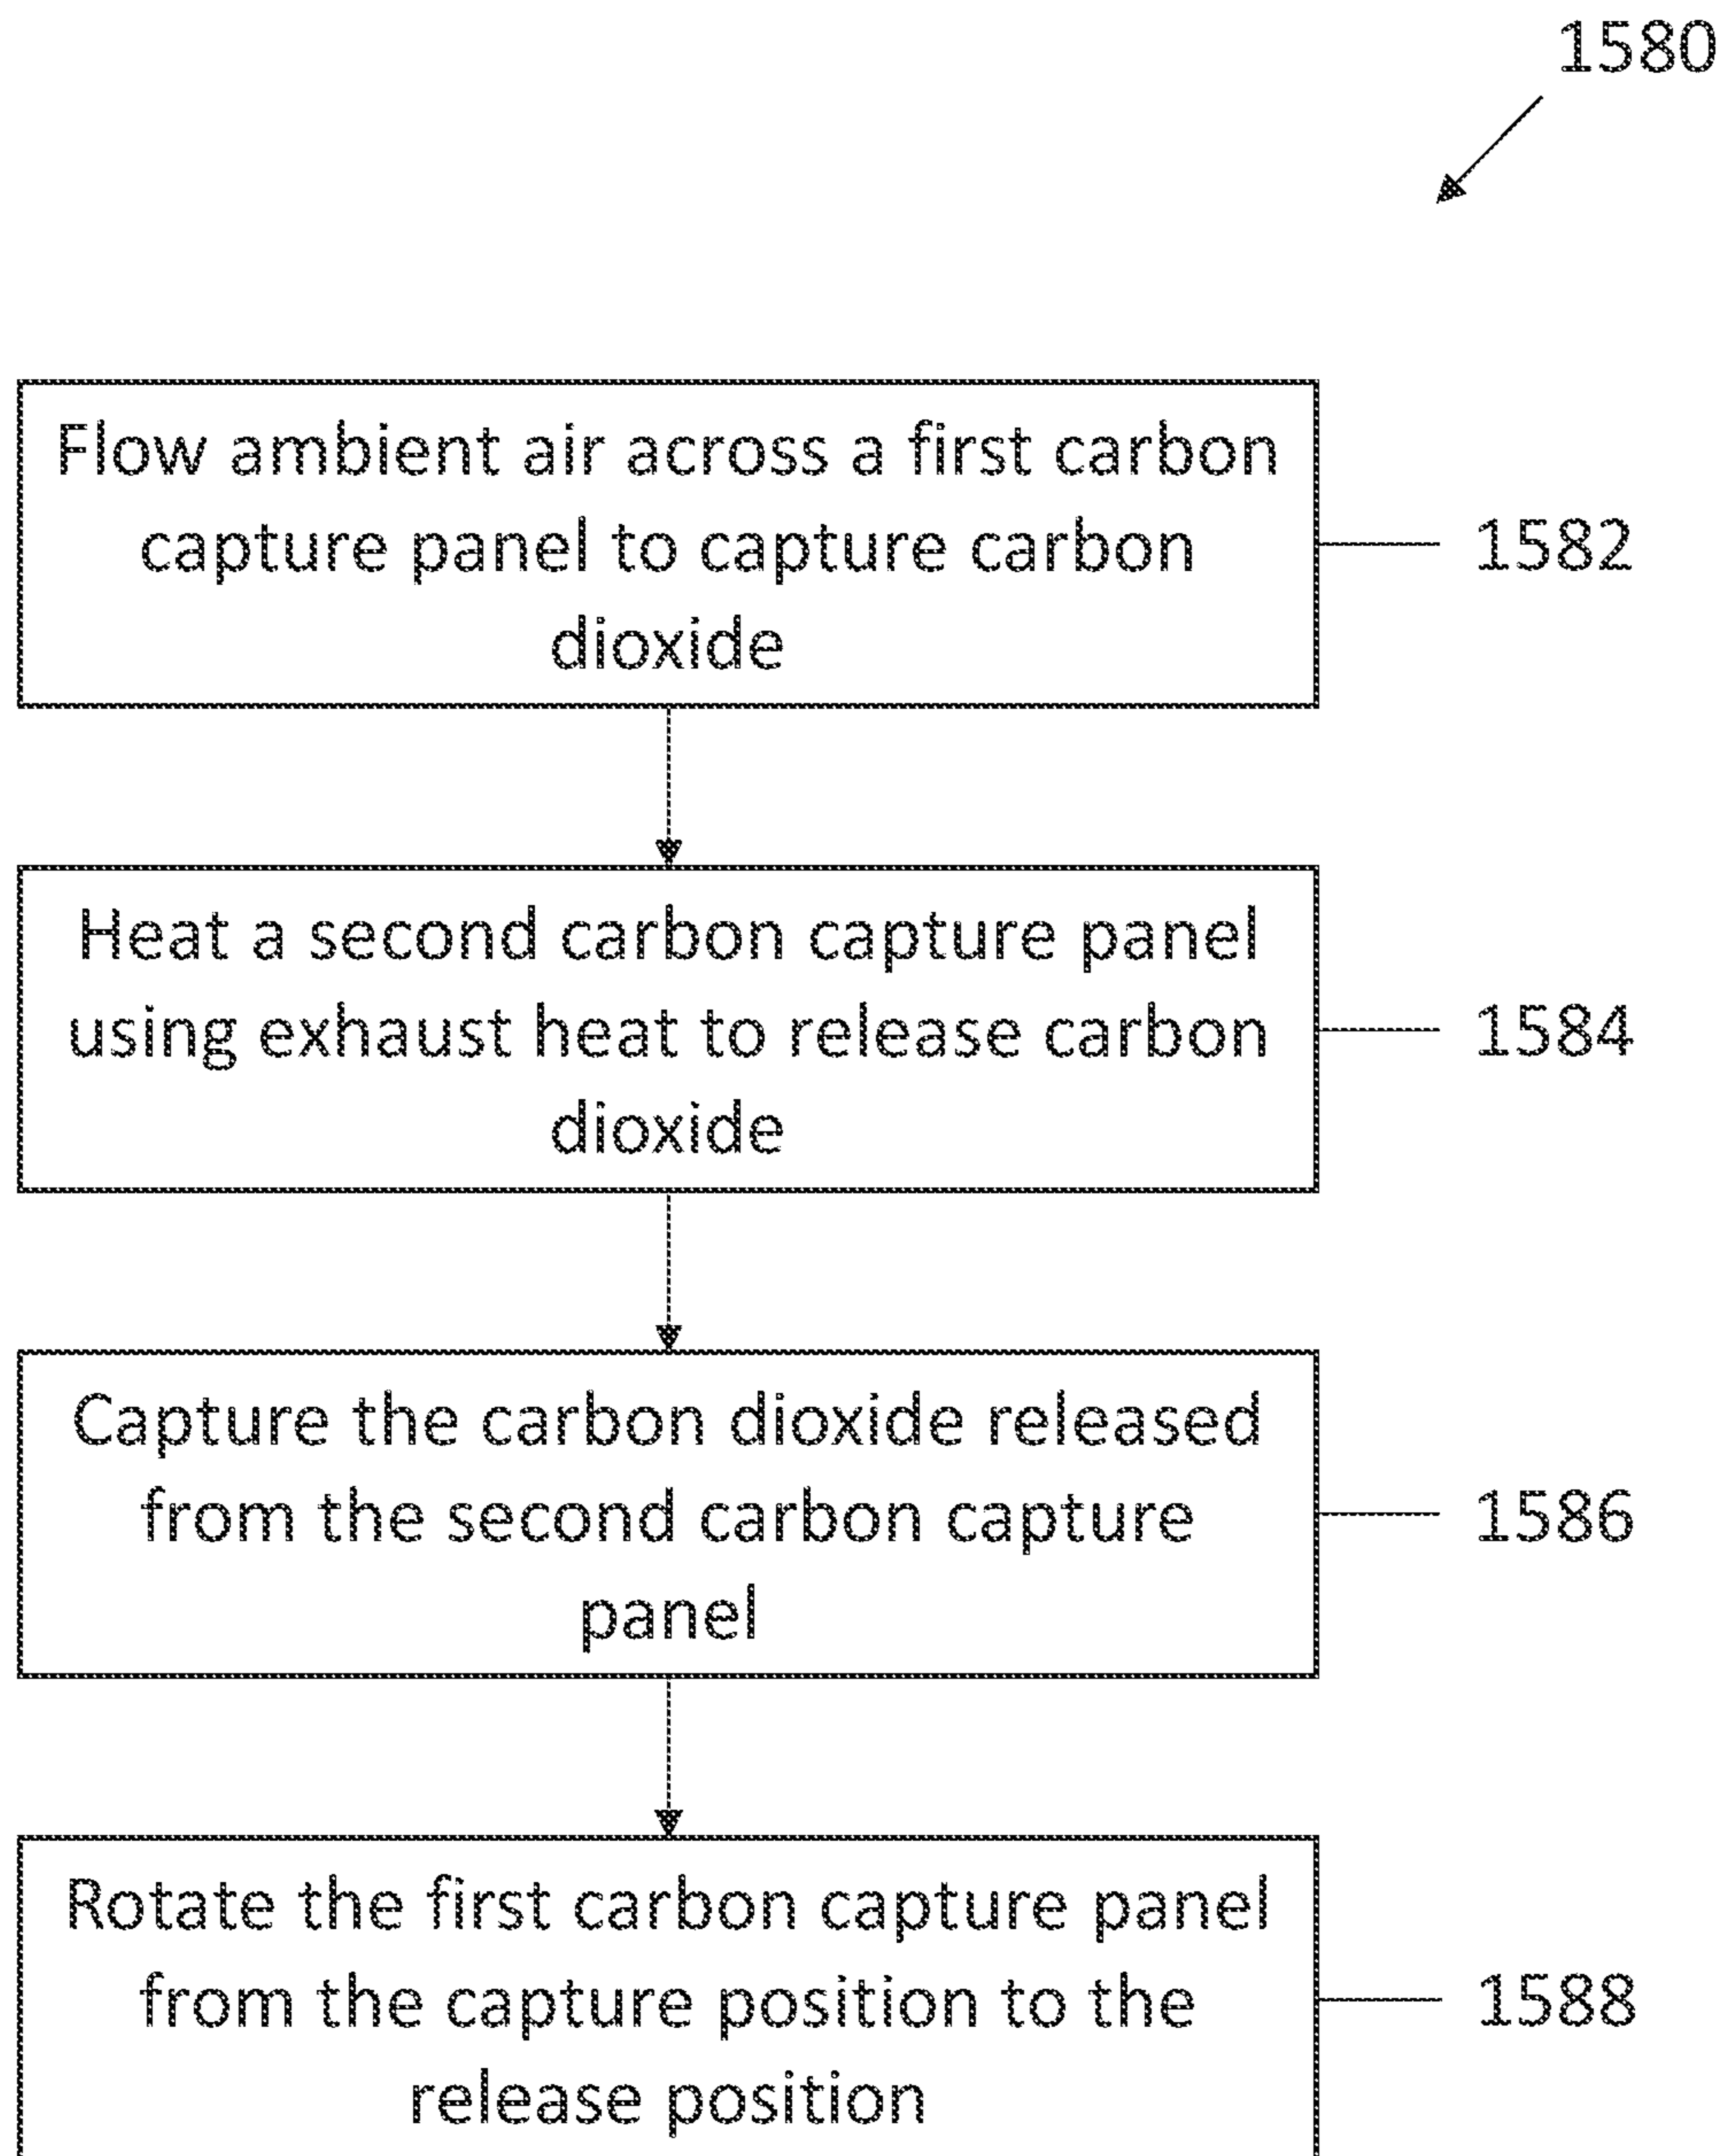 1580
Flow ambient air across a first carbon
capture panel to capture carbon
dioxide
1582
Heat a second carbon capture panel
using exhaust heat to release carbon
dioxide
1584
Capture the carbon dioxide released
from the second carbon capture
panel
1586
Rotate the first carbon capture panel
from the capture position to the
release position
1588